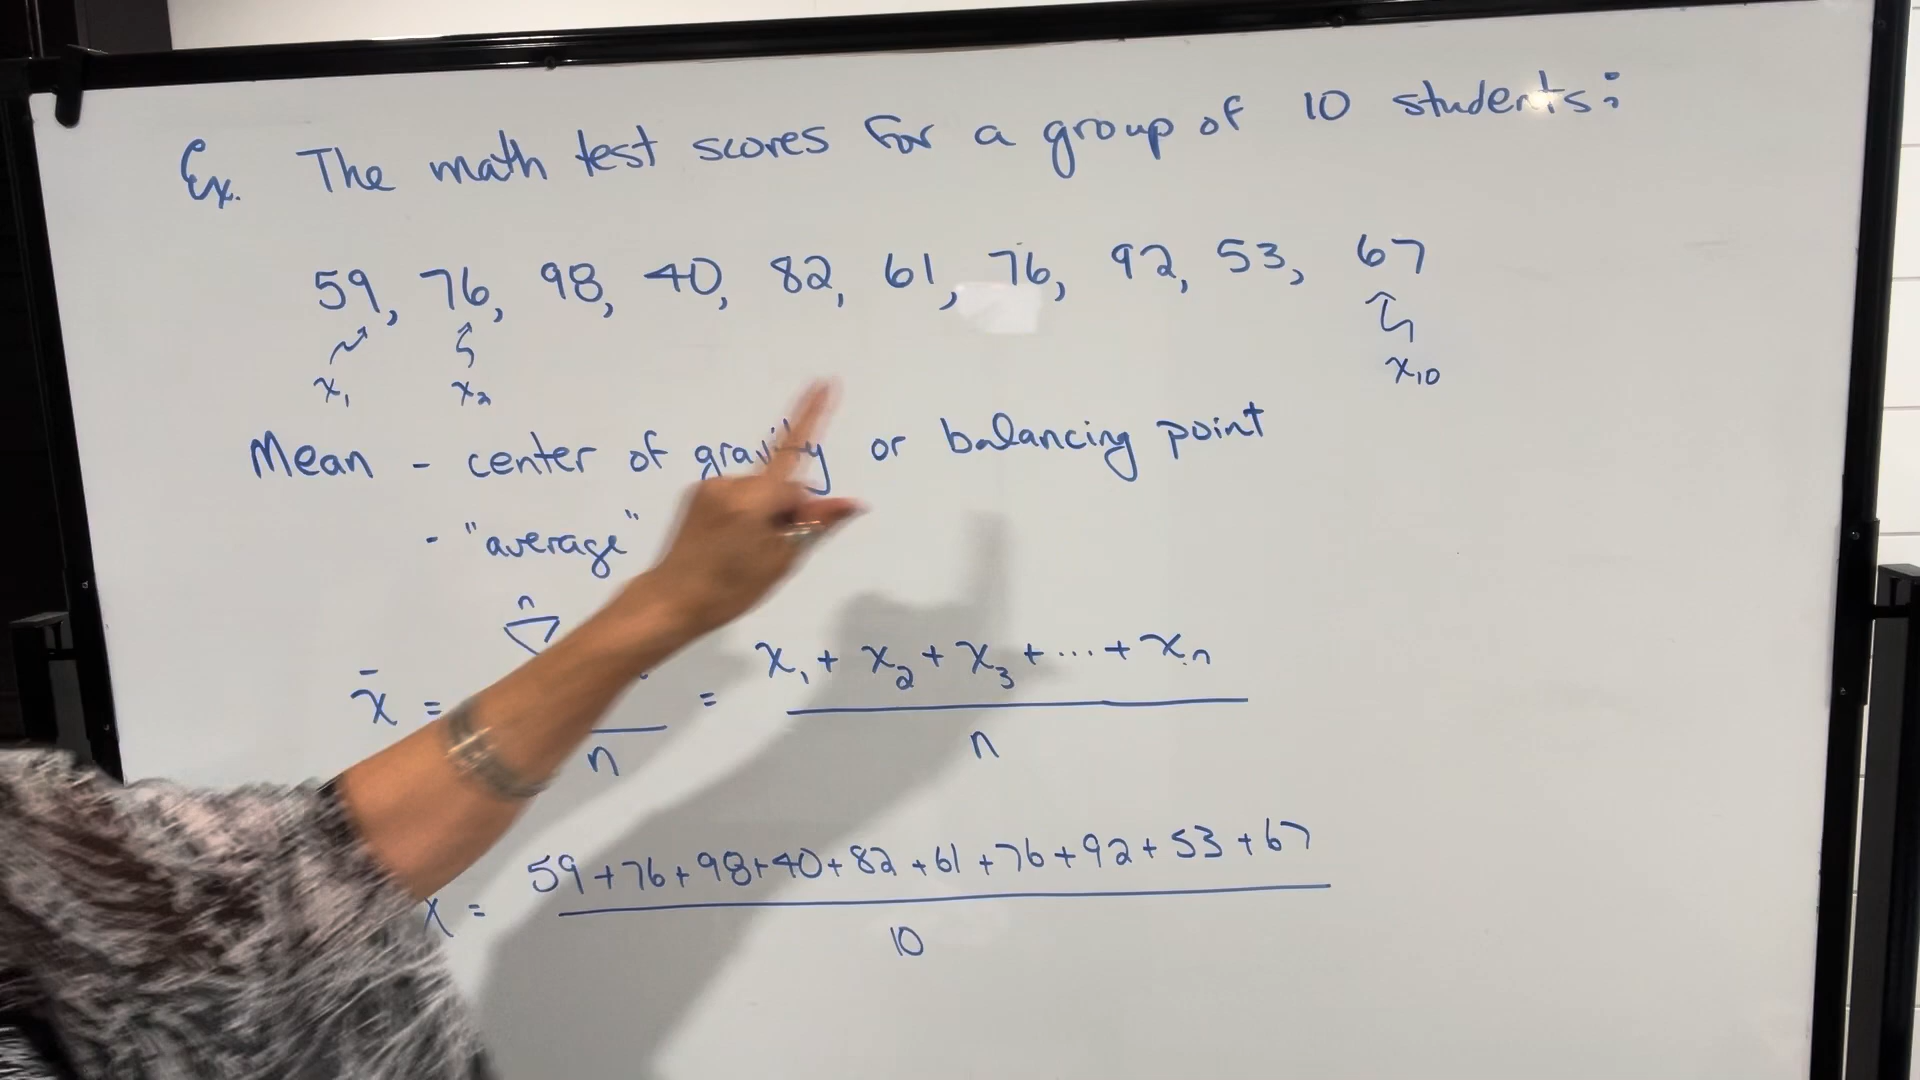 Ex. The math test scores for a group of 10 students:
59, 76, 98, 40, 82, 61, 76, 92, 53, 67
x₁ x₂ x₁₀
Mean - center of gravity or balancing point
- "average"
n
x̄ = = x₁ + x₂ + x₃ + ... + xₙ
n n
x = 59+76+98+40+82+61+76+92+53+67
10